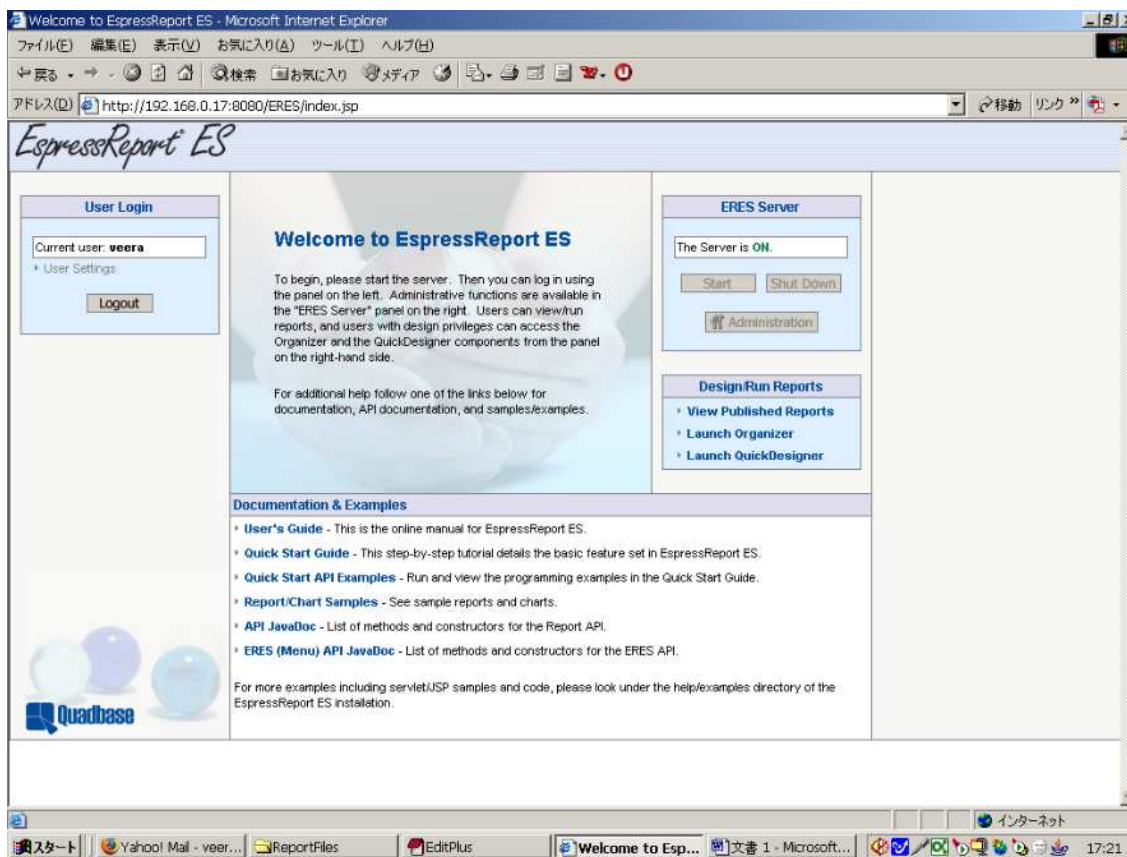 Welcome to EspressReport ES - Microsoft Internet Explorer
ファイル(F) 編集(E) 表示(V) お気に入り(A) ツール(T) ヘルプ(H)
戻る 検索 お気に入り メディア
アドレス(D) http://192.168.0.17:8080/ERES/index.jsp 移動 リンク »
EspressReport ES
User Login
Current user: veera
User Settings
Logout
Welcome to EspressReport ES
To begin, please start the server. Then you can log in using
the panel on the left. Administrative functions are available in
the "ERES Server" panel on the right. Users can view/run
reports, and users with design privileges can access the
Organizer and the QuickDesigner components from the panel
on the right-hand side.
For additional help follow one of the links below for
documentation, API documentation, and samples/examples.
ERES Server
The Server is ON.
Start Shut Down
Administration
Design/Run Reports
View Published Reports
Launch Organizer
Launch QuickDesigner
Documentation & Examples
User's Guide - This is the online manual for EspressReport ES.
Quick Start Guide - This step-by-step tutorial details the basic feature set in EspressReport ES.
Quick Start API Examples - Run and view the programming examples in the Quick Start Guide.
Report/Chart Samples - See sample reports and charts.
API JavaDoc - List of methods and constructors for the Report API.
ERES (Menu) API JavaDoc - List of methods and constructors for the ERES API.
For more examples including servlet/JSP samples and code, please look under the help/examples directory of the
EspressReport ES installation.
Quadbase
インターネット
スタート Yahoo! Mail - veer... ReportFiles EditPlus Welcome to Esp... 文書 1 - Microsoft... 17:21